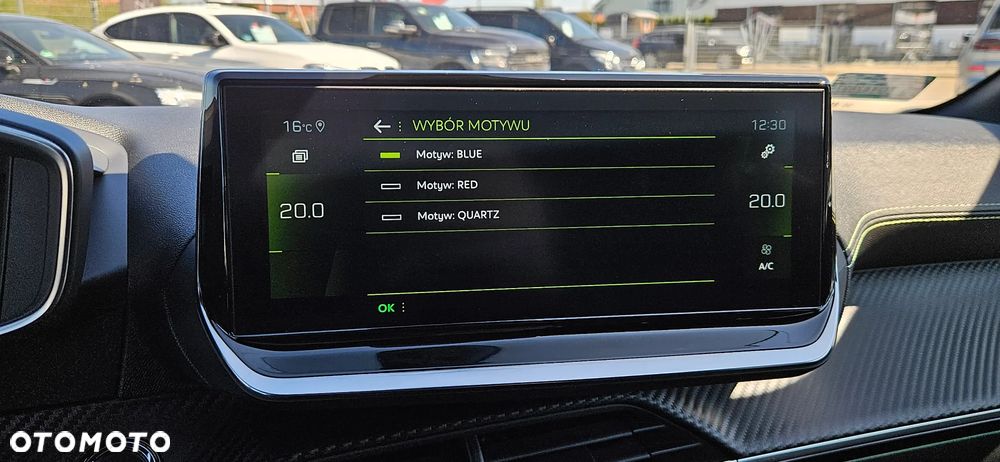 16°C
WYBÓR MOTYWU
12:30
Motyw: BLUE
Motyw: RED
Motyw: QUARTZ
20.0
20.0
A/C
OK
OTOMOTO